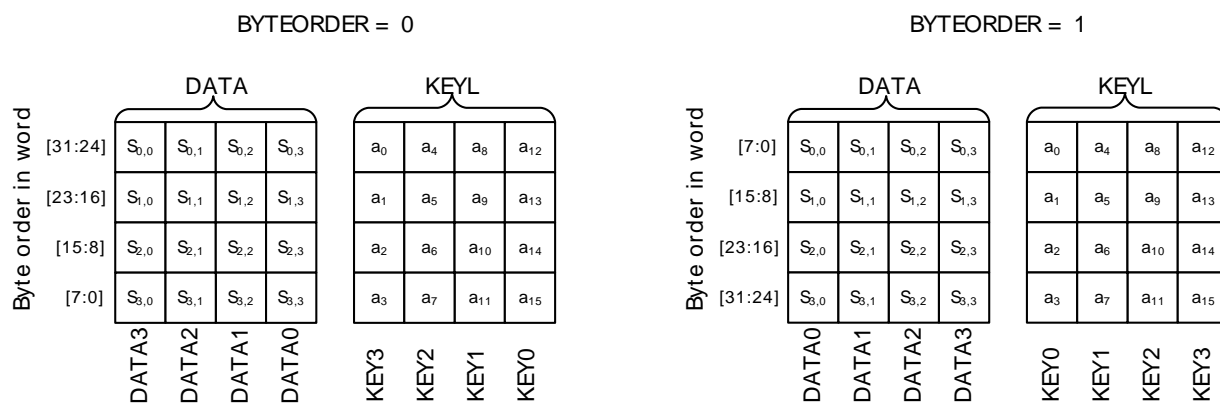 BYTEORDER = 0
BYTEORDER = 1
DATA KEYL
DATA KEYL
Byte order in word
[31:24] S0,0 S0,1 S0,2 S0,3 a0 a4 a8 a12
[23:16] S1,0 S1,1 S1,2 S1,3 a1 a5 a9 a13
[15:8] S2,0 S2,1 S2,2 S2,3 a2 a6 a10 a14
[7:0] S3,0 S3,1 S3,2 S3,3 a3 a7 a11 a15
DATA3 DATA2 DATA1 DATA0 KEY3 KEY2 KEY1 KEY0
Byte order in word
[7:0] S0,0 S0,1 S0,2 S0,3 a0 a4 a8 a12
[15:8] S1,0 S1,1 S1,2 S1,3 a1 a5 a9 a13
[23:16] S2,0 S2,1 S2,2 S2,3 a2 a6 a10 a14
[31:24] S3,0 S3,1 S3,2 S3,3 a3 a7 a11 a15
DATA0 DATA1 DATA2 DATA3 KEY0 KEY1 KEY2 KEY3